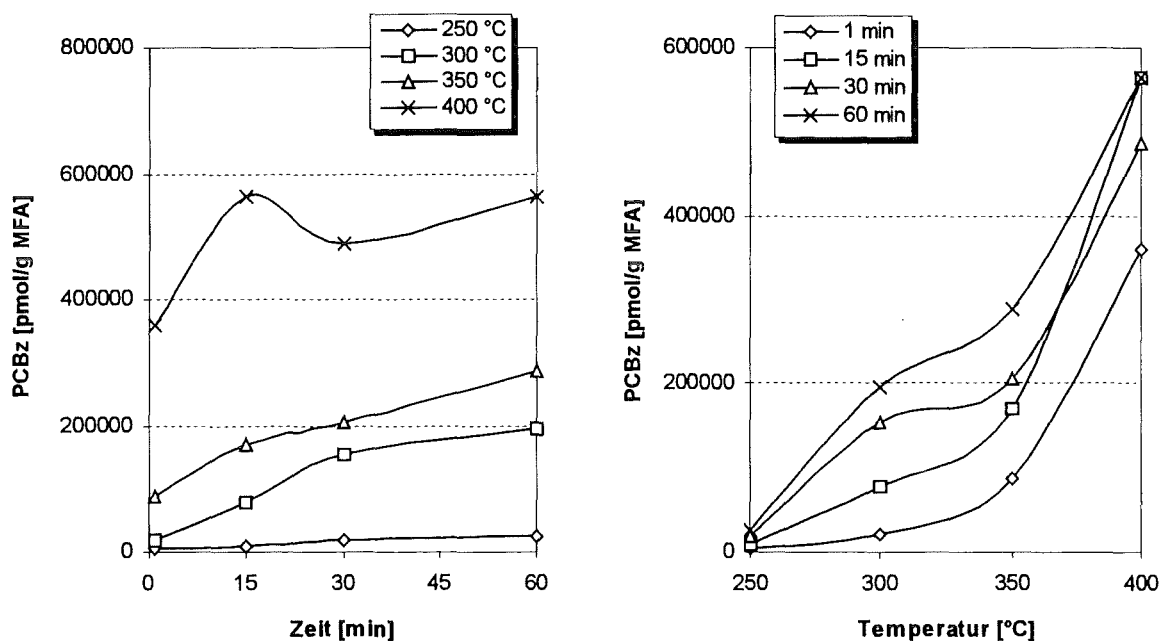 250 °C
300 °C
350 °C
400 °C
800000
600000
400000
200000
0
PCBz [pmol/g MFA]
0
15
30
45
60
Zeit [min]
1 min
15 min
30 min
60 min
600000
400000
200000
0
PCBz [pmol/g MFA]
250
300
350
400
Temperatur [°C]